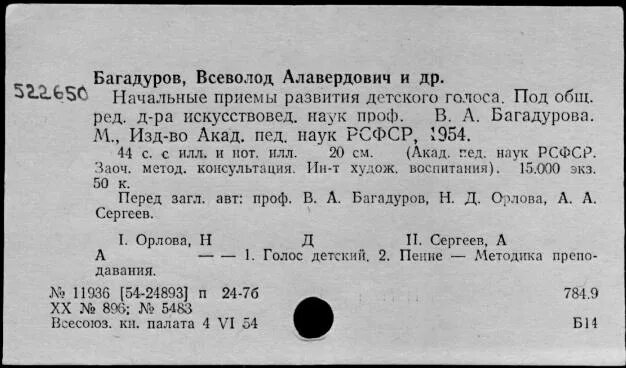 Багадуров, Всеволод Алавердович и др.
522650
Начальные приемы развития детского голоса. Под общ.
ред. д-ра искусствовед. наук проф. В. А. Багадурова.
М., Изд-во Акад. пед. наук РСФСР, 1954.
44 с. с илл. и нот. илл. 20 см. (Акад. пед. наук РСФСР.
Заоч. метод. консультация. Ин-т худож. воспитания). 15.000 экз.
50 к.
Перед загл. авт: проф. В. А. Багадуров, Н. Д. Орлова, А. А.
Сергеев.
I. Орлова, Н Д II. Сергеев, А
А — — 1. Голос детский. 2. Пение — Методика препо-
давания.
№ 11936 [54-24893] п 24-7б 784.9
XX № 896; № 5483
Всесоюз. кн. палата 4 VI 54 Б14